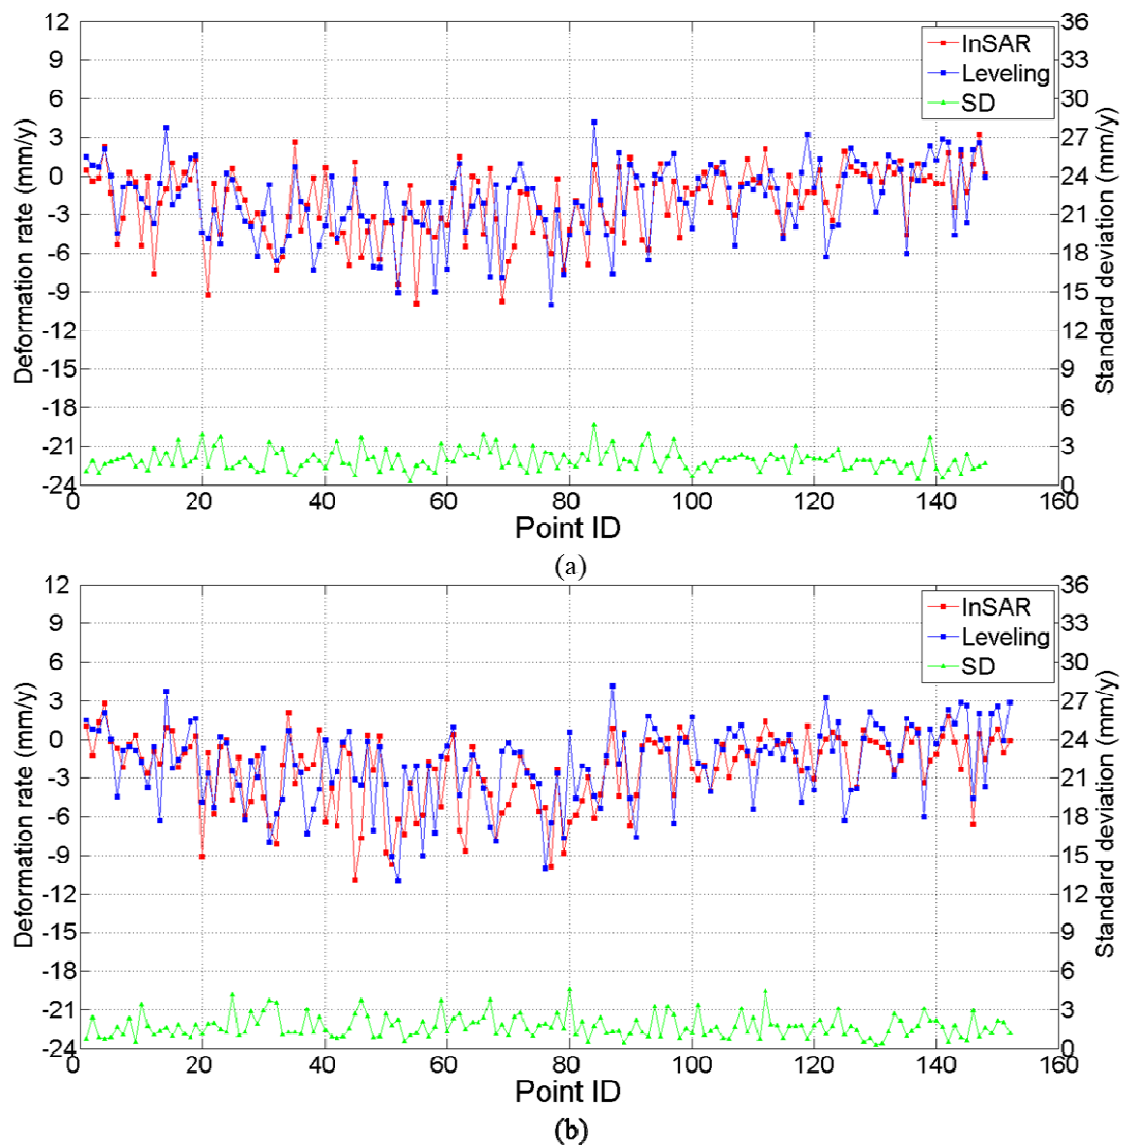 12 36
9 33
6 30
3 27
0 24
-3 21
-6 18
-9 15
-12 12
-15 9
-18 6
-21 3
-24 0
Deformation rate (mm/y)
Standard deviation (mm/y)
InSAR
Leveling
SD
0 20 40 60 80 100 120 140 160
Point ID
(a)
12 36
9 33
6 30
3 27
0 24
-3 21
-6 18
-9 15
-12 12
-15 9
-18 6
-21 3
-24 0
Deformation rate (mm/y)
Standard deviation (mm/y)
InSAR
Leveling
SD
0 20 40 60 80 100 120 140 160
Point ID
(b)